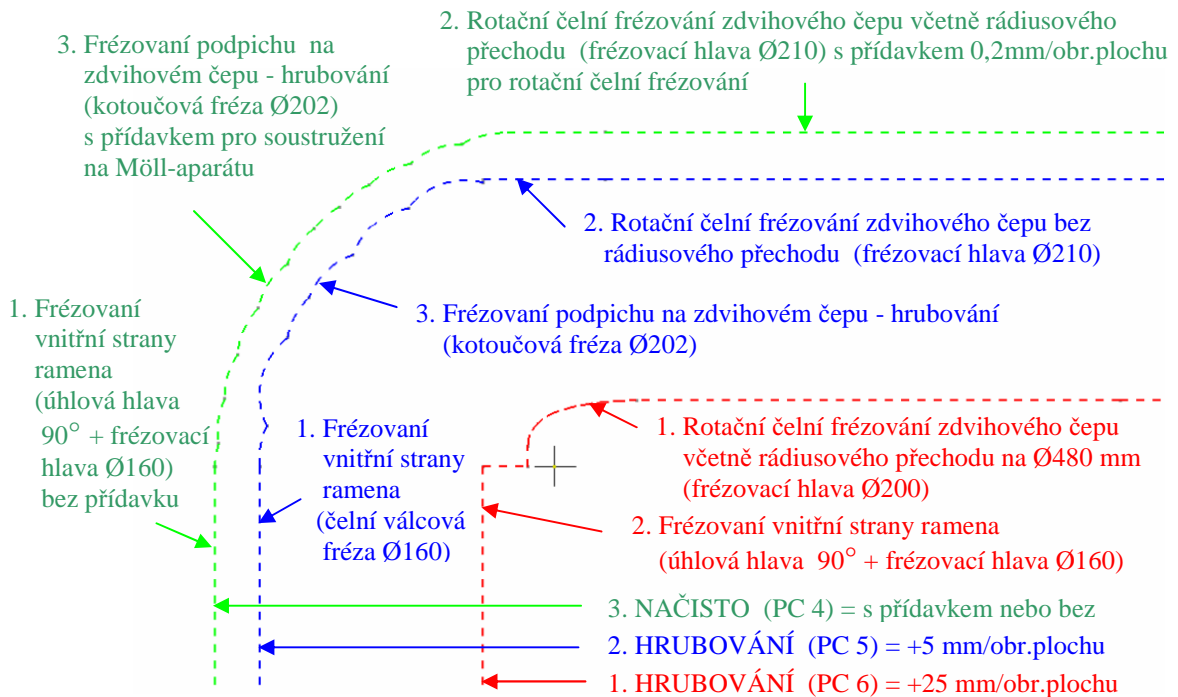 2. Rotační čelní frézování zdvihového čepu včetně rádiusového
přechodu (frézovací hlava Ø210) s přídavkem 0,2mm/obr.plochu
pro rotační čelní frézování
3. Frézovaní podpichu na
zdvihovém čepu - hrubování
(kotoučová fréza Ø202)
s přídavkem pro soustružení
na Möll-aparátu
2. Rotační čelní frézování zdvihového čepu bez
rádiusového přechodu (frézovací hlava Ø210)
3. Frézovaní podpichu na zdvihovém čepu - hrubování
(kotoučová fréza Ø202)
1. Frézovaní
vnitřní strany
ramena
(úhlová hlava
90° + frézovací
hlava Ø160)
bez přídavku
1. Frézovaní
vnitřní strany
ramena
(čelní válcová
fréza Ø160)
1. Rotační čelní frézování zdvihového čepu
včetně rádiusového přechodu na Ø480 mm
(frézovací hlava Ø200)
2. Frézovaní vnitřní strany ramena
(úhlová hlava 90° + frézovací hlava Ø160)
3. NAČISTO (PC 4) = s přídavkem nebo bez
2. HRUBOVÁNÍ (PC 5) = +5 mm/obr.plochu
1. HRUBOVÁNÍ (PC 6) = +25 mm/obr.plochu